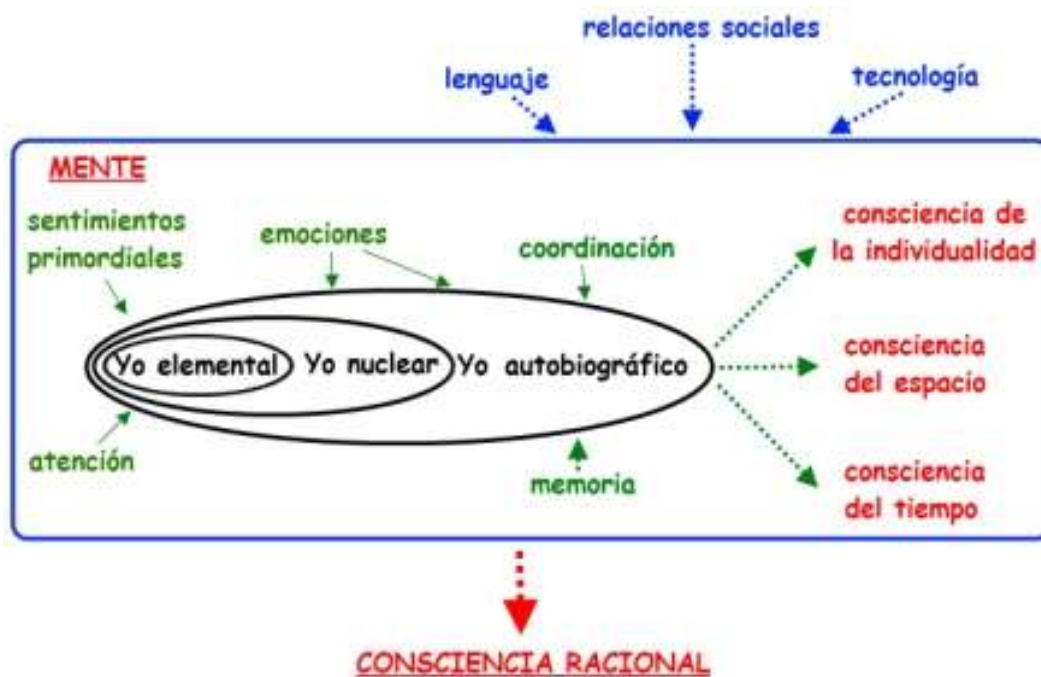 relaciones sociales
lenguaje
tecnología
MENTE
sentimientos
primordiales
emociones
coordinación
consciencia de
la individualidad
Yo elemental
Yo nuclear
Yo autobiográfico
consciencia
del espacio
atención
memoria
consciencia
del tiempo
CONSCIENCIA RACIONAL